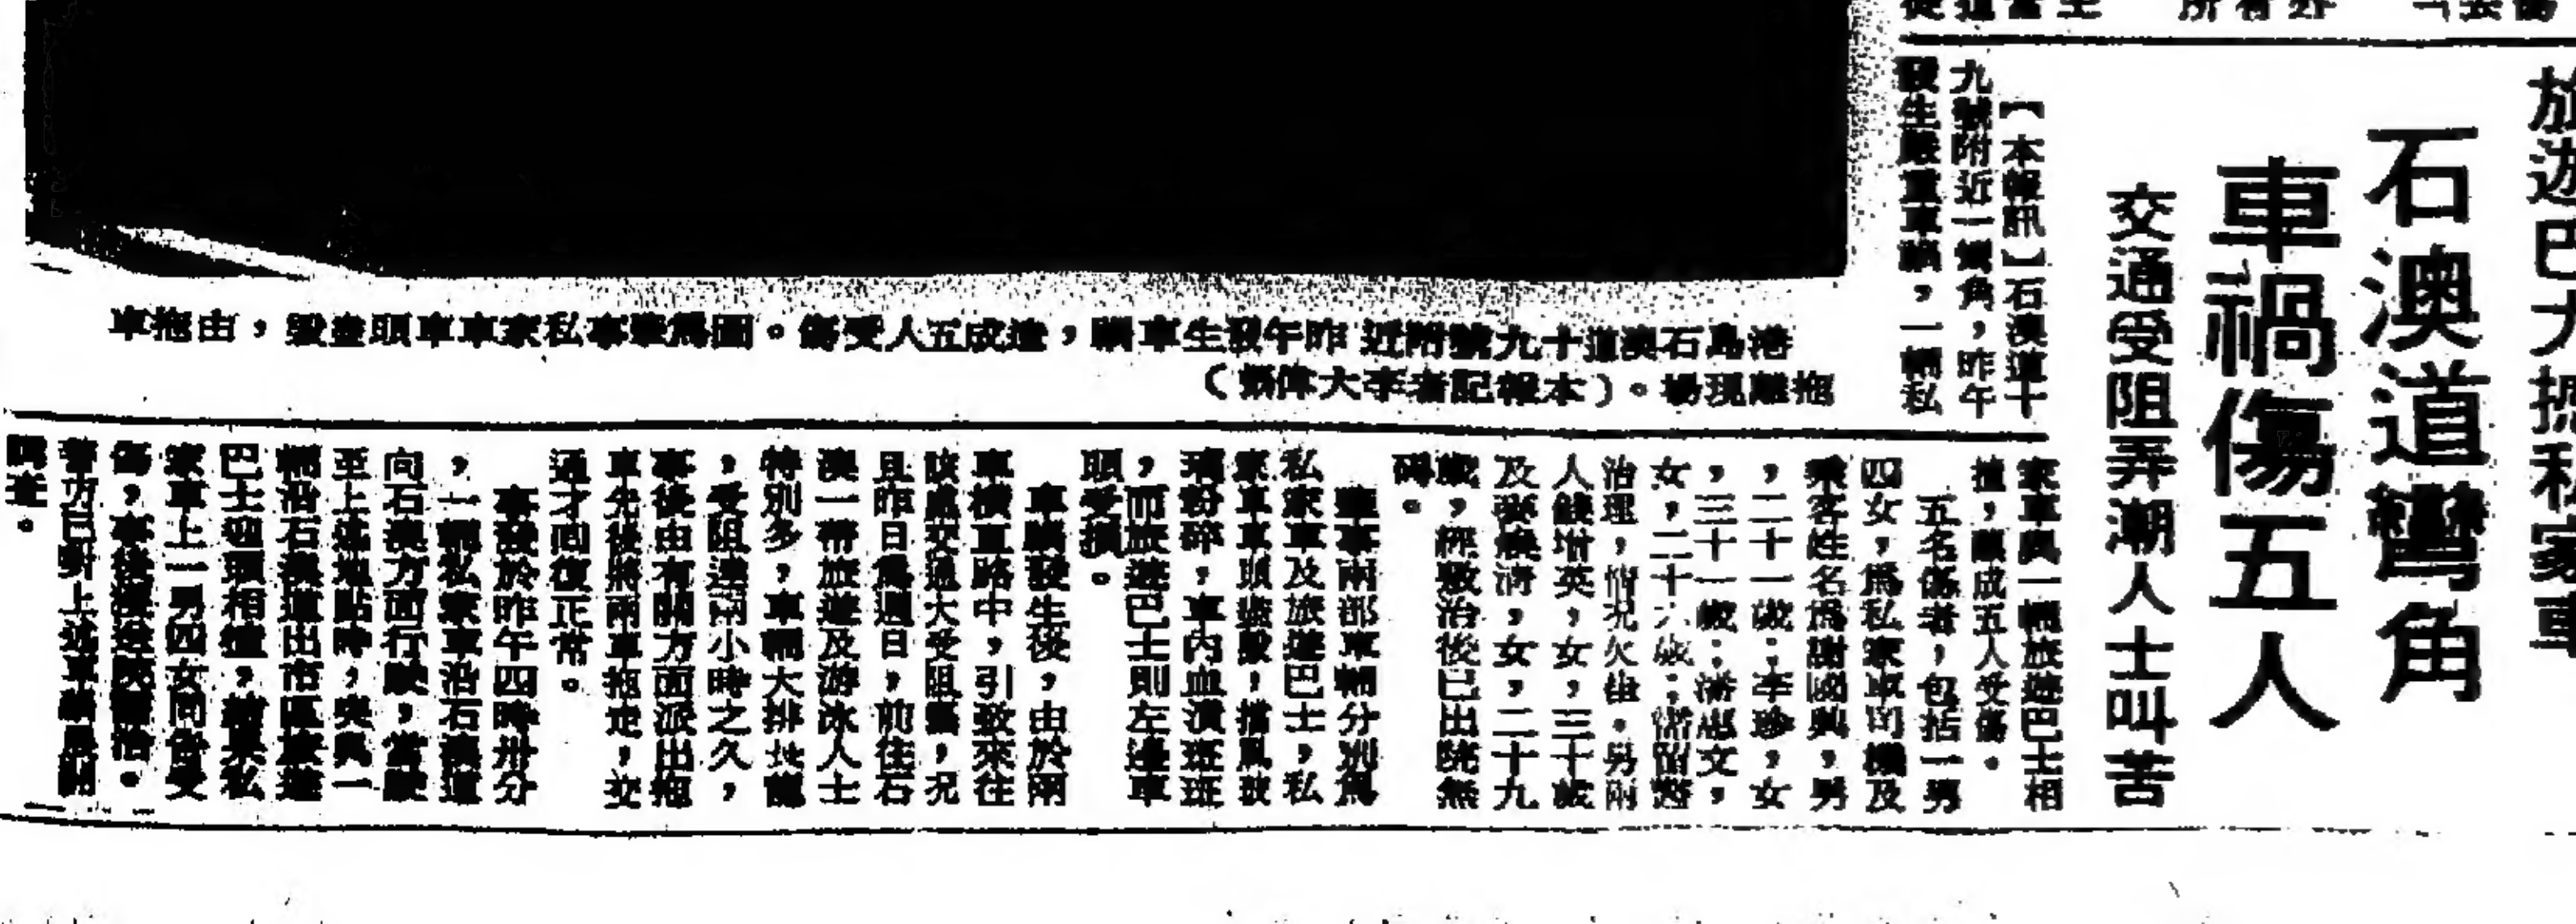 旅遊巴士撼私家車
石澳道彎角
車禍傷五人
交通受阻弄潮人士叫苦
【本報訊】石澳道十
九號附近一彎角,昨午
發生嚴重車禍,一輛私
家車與一輛旅遊巴士相
撞,釀成五人受傷。
五名傷者,包括一男
四女,爲私家車司機及
乘客姓名爲謝國興,男
,二十一歲;李珍,女
,三十一歲;潘惠文,
女,二十六歲;需留醫
治理,情况欠佳。另兩
人鍾增英,女,三十歲
及麥煥清,女,二十九
歲,經敷治後已出院無
碍。
肇事兩部車輛分別爲
私家車及旅遊巴士,私
家車車頭盡毀,擋風玻
璃粉碎,車內血漬斑斑
,而旅遊巴士則左邊車
頭受損。
車禍發生後,由於兩
車橫亘路中,引致來往
該處交通大受阻礙,况
且昨日爲週日,前往石
澳一帶旅遊及游泳人士
特別多,車輛大排長龍
,受阻達兩小時之久,
事後由有關方面派出拖
車先後將兩車拖走,交
通才回復正常。
事發於昨午四時卅分
,一輛私家車沿石澳道
向石澳方面行駛,當駛
至上述地點時,突與一
輛沿石澳道出市區旅遊
巴士迎頭相撞,結果私
家車上一男四女同告受
傷,事後送院救治。
警方已對上述車禍展開
調查。
港島石澳道十九號附近昨午發生車禍,造成五人受傷。圖爲肇事私家車車頭盡毀,由拖車
拖離現場。(本報記者李大偉攝)